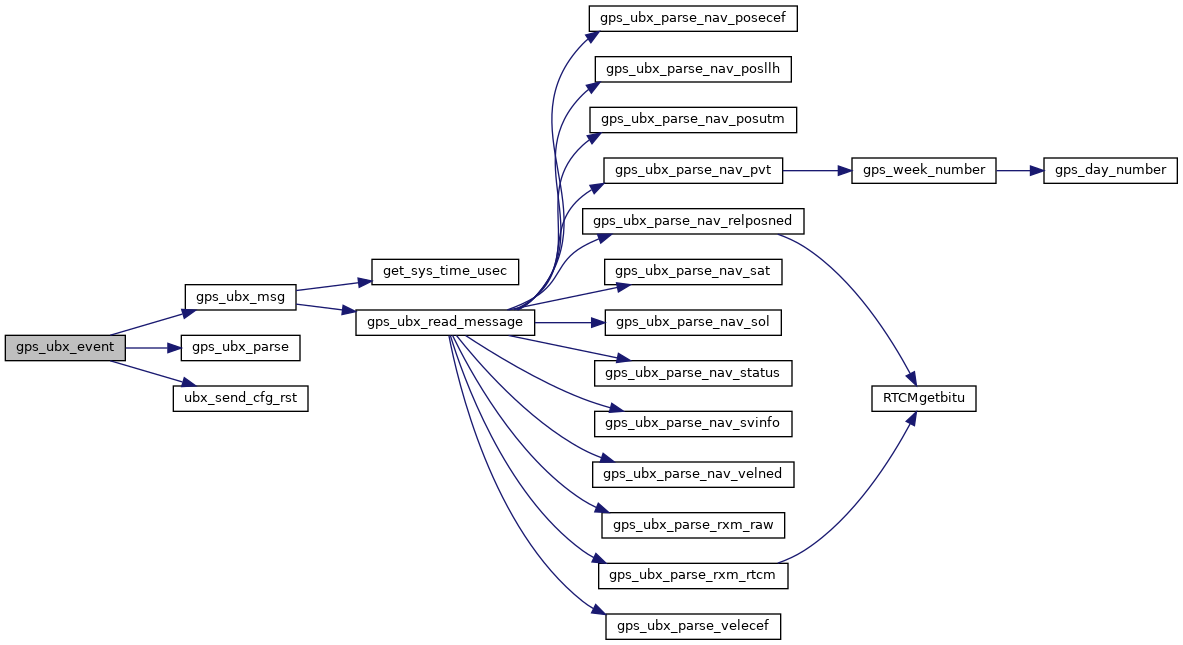 gps_ubx_event
gps_ubx_msg
gps_ubx_parse
ubx_send_cfg_rst
get_sys_time_usec
gps_ubx_read_message
gps_ubx_parse_nav_posecef
gps_ubx_parse_nav_posllh
gps_ubx_parse_nav_posutm
gps_ubx_parse_nav_pvt
gps_ubx_parse_nav_relposned
gps_ubx_parse_nav_sat
gps_ubx_parse_nav_sol
gps_ubx_parse_nav_status
gps_ubx_parse_nav_svinfo
gps_ubx_parse_nav_velned
gps_ubx_parse_rxm_raw
gps_ubx_parse_rxm_rtcm
gps_ubx_parse_velecef
gps_week_number
gps_day_number
RTCMgetbitu